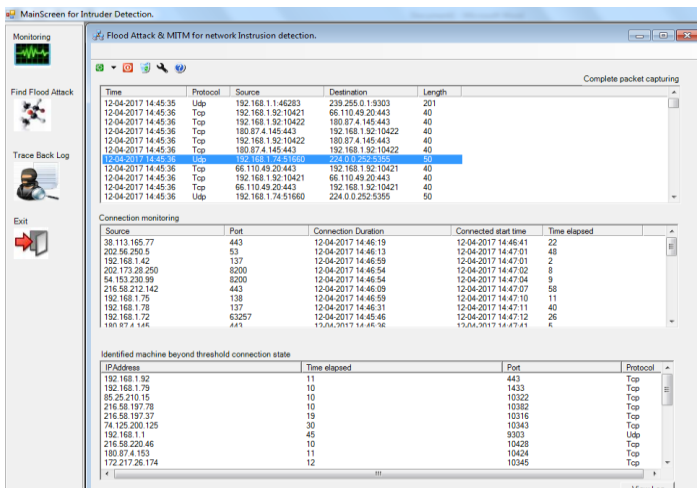 MainScreen for Intruder Detection.
Monitoring
Find Flood Attack
Trace Back Log
Exit
Flood Attack & MITM for network Instrusion detection.
Complete packet capturing
Time Protocol Source Destination Length
12-04-2017 14:45:35 Udp 192.168.1.1:46283 239.255.0.1:9303 201
12-04-2017 14:45:36 Tcp 192.168.1.92:10421 66.110.49.20:443 40
12-04-2017 14:45:36 Tcp 192.168.1.92:10422 180.87.4.145:443 40
12-04-2017 14:45:36 Tcp 180.87.4.145:443 192.168.1.92:10422 40
12-04-2017 14:45:36 Tcp 192.168.1.92:10422 180.87.4.145:443 40
12-04-2017 14:45:36 Tcp 180.87.4.145:443 192.168.1.92:10422 40
12-04-2017 14:45:36 Udp 192.168.1.74:51660 224.0.0.252:5355 50
12-04-2017 14:45:36 Tcp 66.110.49.20:443 192.168.1.92:10421 40
12-04-2017 14:45:36 Tcp 192.168.1.92:10421 66.110.49.20:443 40
12-04-2017 14:45:36 Tcp 66.110.49.20:443 192.168.1.92:10421 40
12-04-2017 14:45:36 Udp 192.168.1.74:51660 224.0.0.252:5355 50
Connection monitoring
Source Port Connection Duration Connected start time Time elapsed
38.113.165.77 443 12-04-2017 14:46:19 12-04-2017 14:46:41 22
202.56.250.5 53 12-04-2017 14:46:13 12-04-2017 14:47:01 48
192.168.1.42 137 12-04-2017 14:46:59 12-04-2017 14:47:01 2
202.173.28.250 8200 12-04-2017 14:46:54 12-04-2017 14:47:02 8
54.153.230.99 8200 12-04-2017 14:46:54 12-04-2017 14:47:04 9
216.58.212.142 443 12-04-2017 14:46:09 12-04-2017 14:47:07 58
192.168.1.75 138 12-04-2017 14:46:59 12-04-2017 14:47:10 11
192.168.1.78 137 12-04-2017 14:46:31 12-04-2017 14:47:11 40
192.168.1.72 63257 12-04-2017 14:45:46 12-04-2017 14:47:12 26
180.87.4.145 443 12-04-2017 14:45:36 12-04-2017 14:47:41 5
Identified machine beyond threshold connection state
IPAddress Time elapsed Port Protocol
192.168.1.92 11 443 Tcp
192.168.1.79 10 1433 Tcp
85.25.210.15 10 10322 Tcp
216.58.197.78 10 10382 Tcp
216.58.197.37 19 10316 Tcp
74.125.200.125 30 10343 Tcp
192.168.1.1 45 9303 Udp
216.58.220.46 10 10428 Tcp
180.87.4.153 11 10424 Tcp
172.217.26.174 12 10345 Tcp